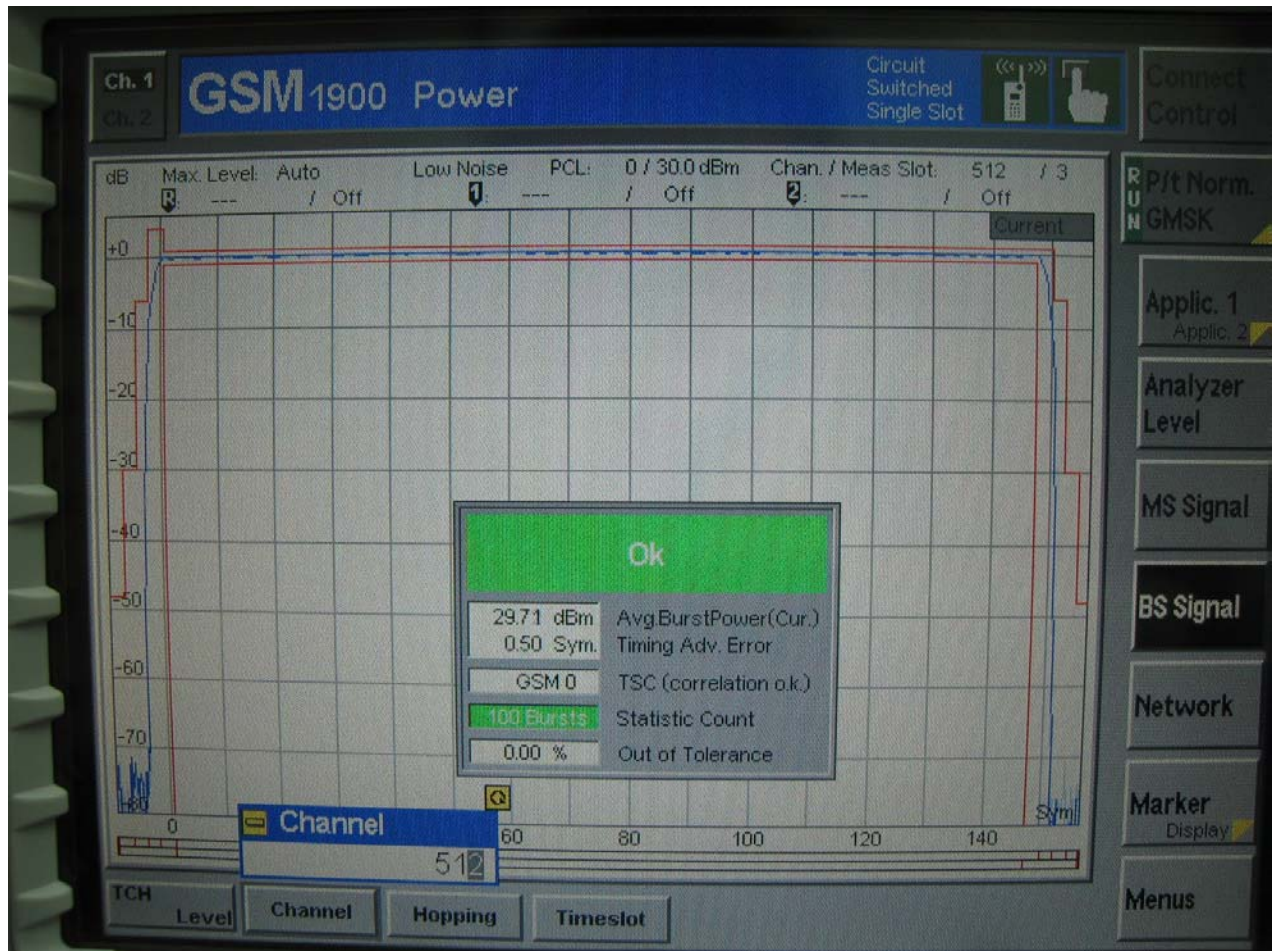 Ch. 1
Ch. 2
GSM 1900 Power
Circuit
Switched
Single Slot
Connect
Control
dB Max. Level: Auto Low Noise PCL: 0 / 30.0 dBm Chan. / Meas Slot: 512 / 3
R: --- / Off 1: --- / Off 2: --- / Off
Current
RUN
P/t Norm.
GMSK
+0
-10
-20
-30
-40
-50
-60
-70
-80
Applic. 1
Applic. 2
Analyzer
Level
MS Signal
BS Signal
Network
Marker
Display
Menus
Ok
29.71 dBm Avg.BurstPower(Cur.)
0.50 Sym. Timing Adv. Error
GSM 0 TSC (correlation o.k.)
100 Bursts Statistic Count
0.00 % Out of Tolerance
Sym
0 60 80 100 120 140
Channel
512
TCH
Level
Channel
Hopping
Timeslot